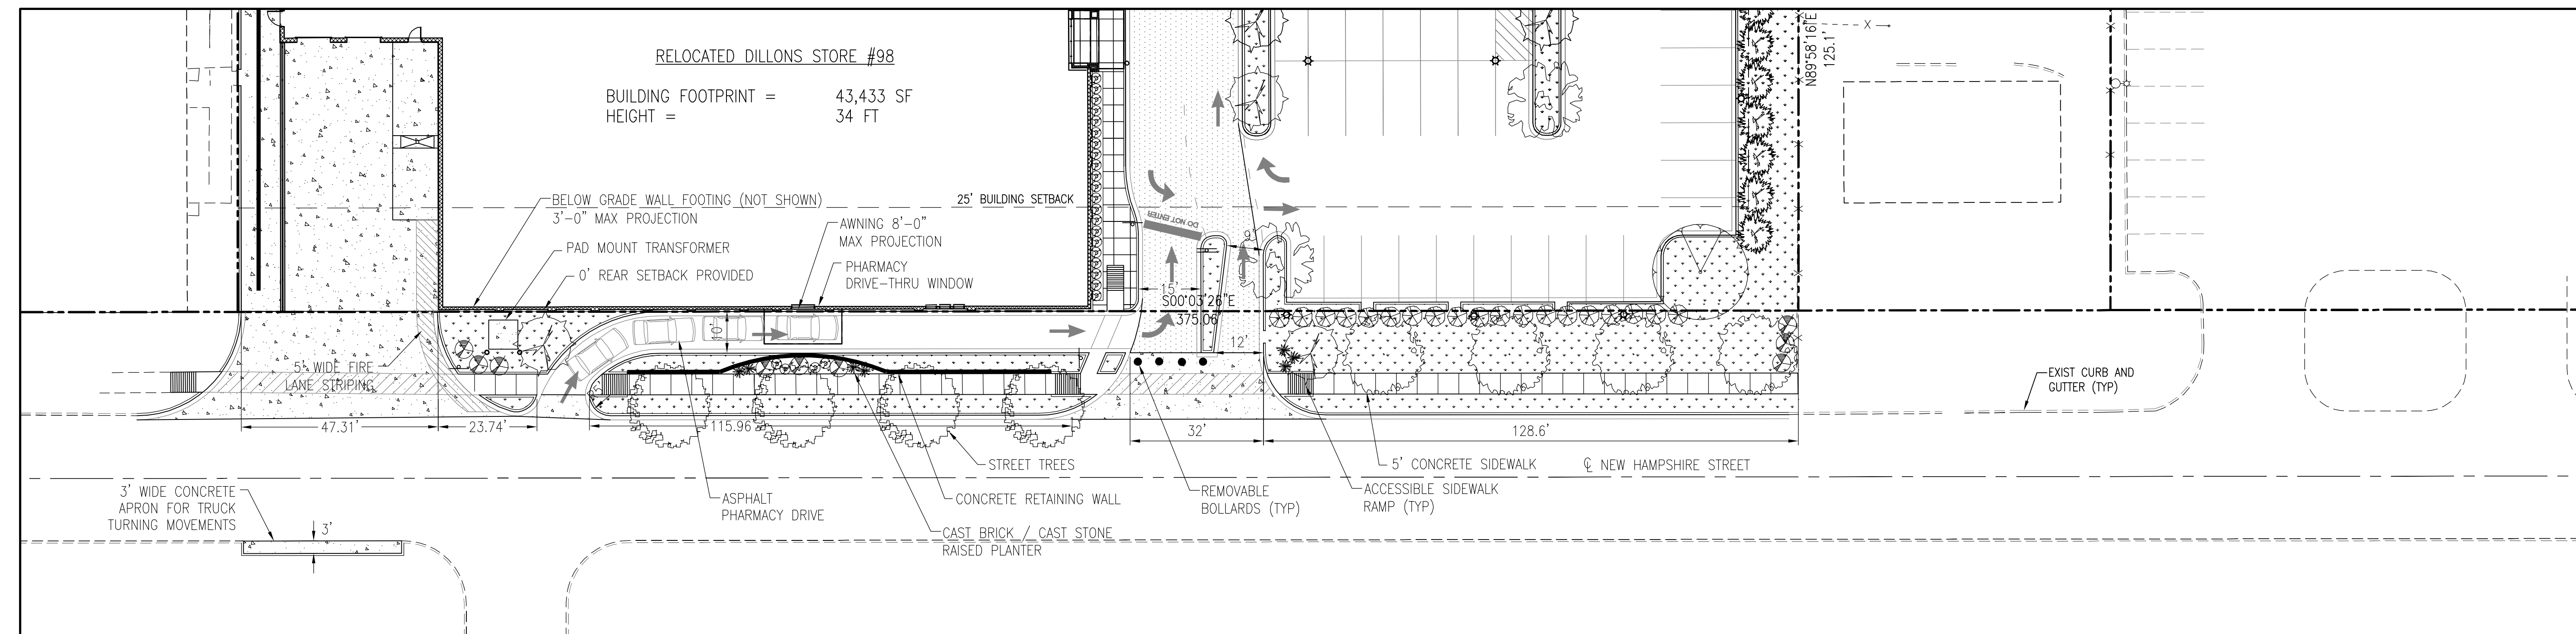 RELOCATED DILLONS STORE #98
BUILDING FOOTPRINT = 43,433 SF
HEIGHT = 34 FT
N89°58'16"E
125.1'
X
BELOW GRADE WALL FOOTING (NOT SHOWN)
3'-0" MAX PROJECTION
25' BUILDING SETBACK
PAD MOUNT TRANSFORMER
0' REAR SETBACK PROVIDED
AWNING 8'-0"
MAX PROJECTION
PHARMACY
DRIVE-THRU WINDOW
DO NOT ENTER
9'
15'
S00°03'26"E
375.06'
10'
12'
5' WIDE FIRE
LANE STRIPING
5'
EXIST CURB AND
GUTTER (TYP)
47.31'
23.74'
115.96'
32'
128.6'
STREET TREES
5' CONCRETE SIDEWALK
℄ NEW HAMPSHIRE STREET
3' WIDE CONCRETE
APRON FOR TRUCK
TURNING MOVEMENTS
3'
ASPHALT
PHARMACY DRIVE
CONCRETE RETAINING WALL
REMOVABLE
BOLLARDS (TYP)
ACCESSIBLE SIDEWALK
RAMP (TYP)
CAST BRICK / CAST STONE
RAISED PLANTER